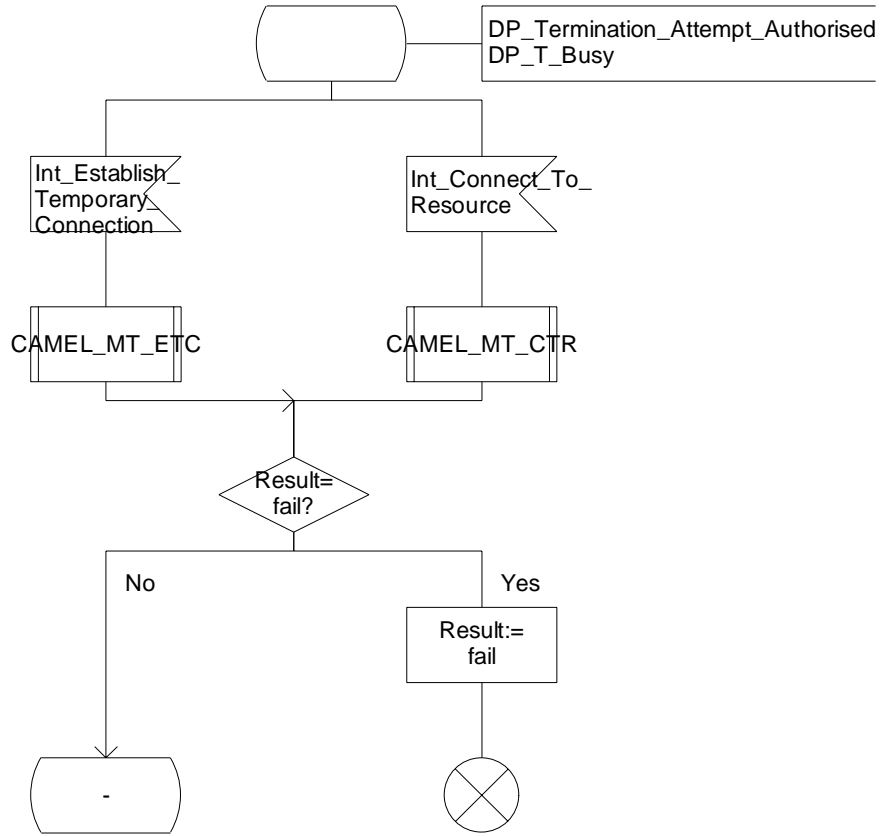 DP_Termination_Attempt_Authorised
DP_T_Busy
Int_Establish_
Temporary_
Connection
Int_Connect_To_
Resource
CAMEL_MT_ETC
CAMEL_MT_CTR
Result=
fail?
No
Yes
Result:=
fail
-